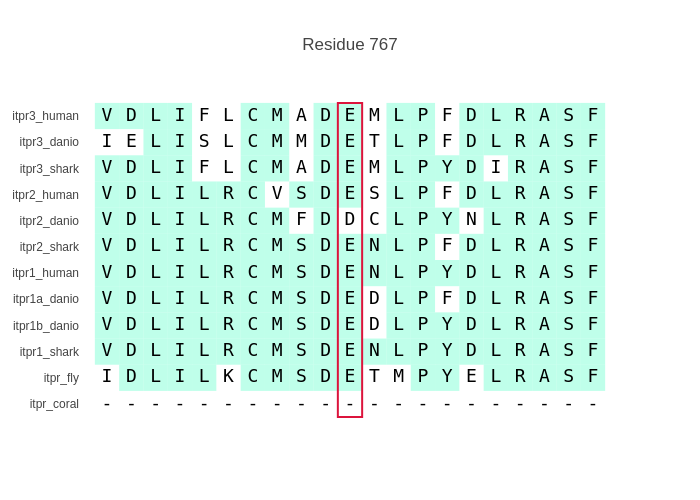 Residue 767
itpr3_human V D L I F L C M A D E M L P F D L R A S F
itpr3_danio I E L I S L C M M D E T L P F D L R A S F
itpr3_shark V D L I F L C M A D E M L P Y D I R A S F
itpr2_human V D L I L R C V S D E S L P F D L R A S F
itpr2_danio V D L I L R C M F D D C L P Y N L R A S F
itpr2_shark V D L I L R C M S D E N L P F D L R A S F
itpr1_human V D L I L R C M S D E N L P Y D L R A S F
itpr1a_danio V D L I L R C M S D E D L P F D L R A S F
itpr1b_danio V D L I L R C M S D E D L P Y D L R A S F
itpr1_shark V D L I L R C M S D E N L P Y D L R A S F
itpr_fly I D L I L K C M S D E T M P Y E L R A S F
itpr_coral - - - - - - - - - - - - - - - - - - - - -